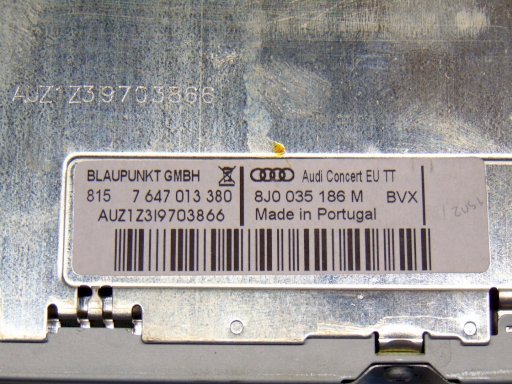 AUZ1Z3I9703866
BLAUPUNKT GMBH
815 7 647 013 380
AUZ1Z3I9703866
Audi Concert EU TT
8J0 035 186 M BVX
Made in Portugal